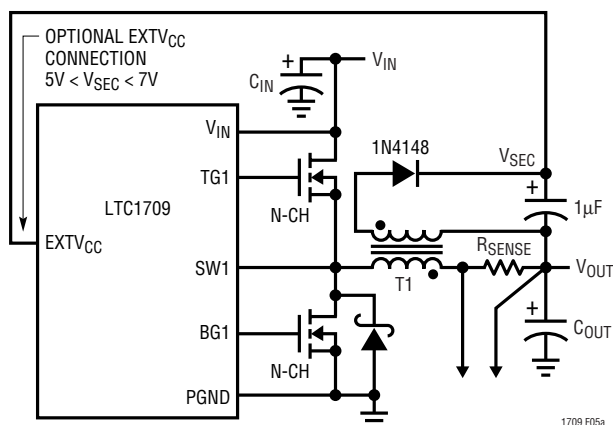 OPTIONAL EXTVCC
CONNECTION
5V < VSEC < 7V
+
CIN
VIN
VIN
1N4148
VSEC
TG1
+
LTC1709
N-CH
1µF
RSENSE
EXTVCC
SW1
T1
VOUT
+
BG1
COUT
N-CH
PGND
1709 F05a